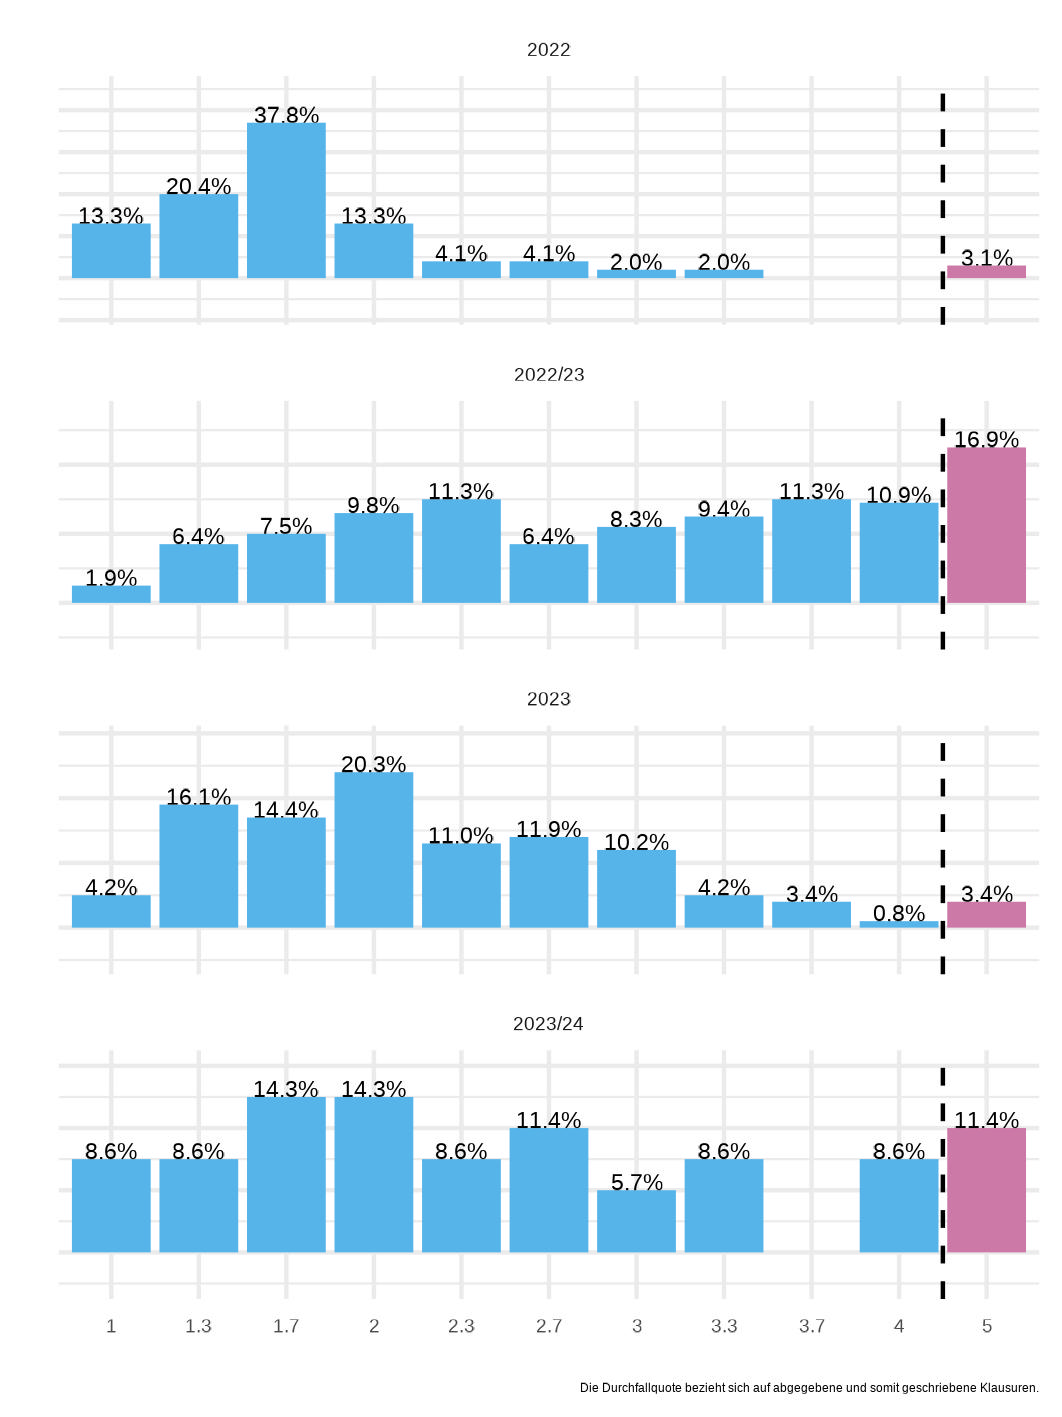 2022
13.3% 20.4% 37.8% 13.3% 4.1% 4.1% 2.0% 2.0% 3.1%
2022/23
1.9% 6.4% 7.5% 9.8% 11.3% 6.4% 8.3% 9.4% 11.3% 10.9% 16.9%
2023
4.2% 16.1% 14.4% 20.3% 11.0% 11.9% 10.2% 4.2% 3.4% 0.8% 3.4%
2023/24
8.6% 8.6% 14.3% 14.3% 8.6% 11.4% 5.7% 8.6% 8.6% 11.4%
1 1.3 1.7 2 2.3 2.7 3 3.3 3.7 4 5
Die Durchfallquote bezieht sich auf abgegebene und somit geschriebene Klausuren.